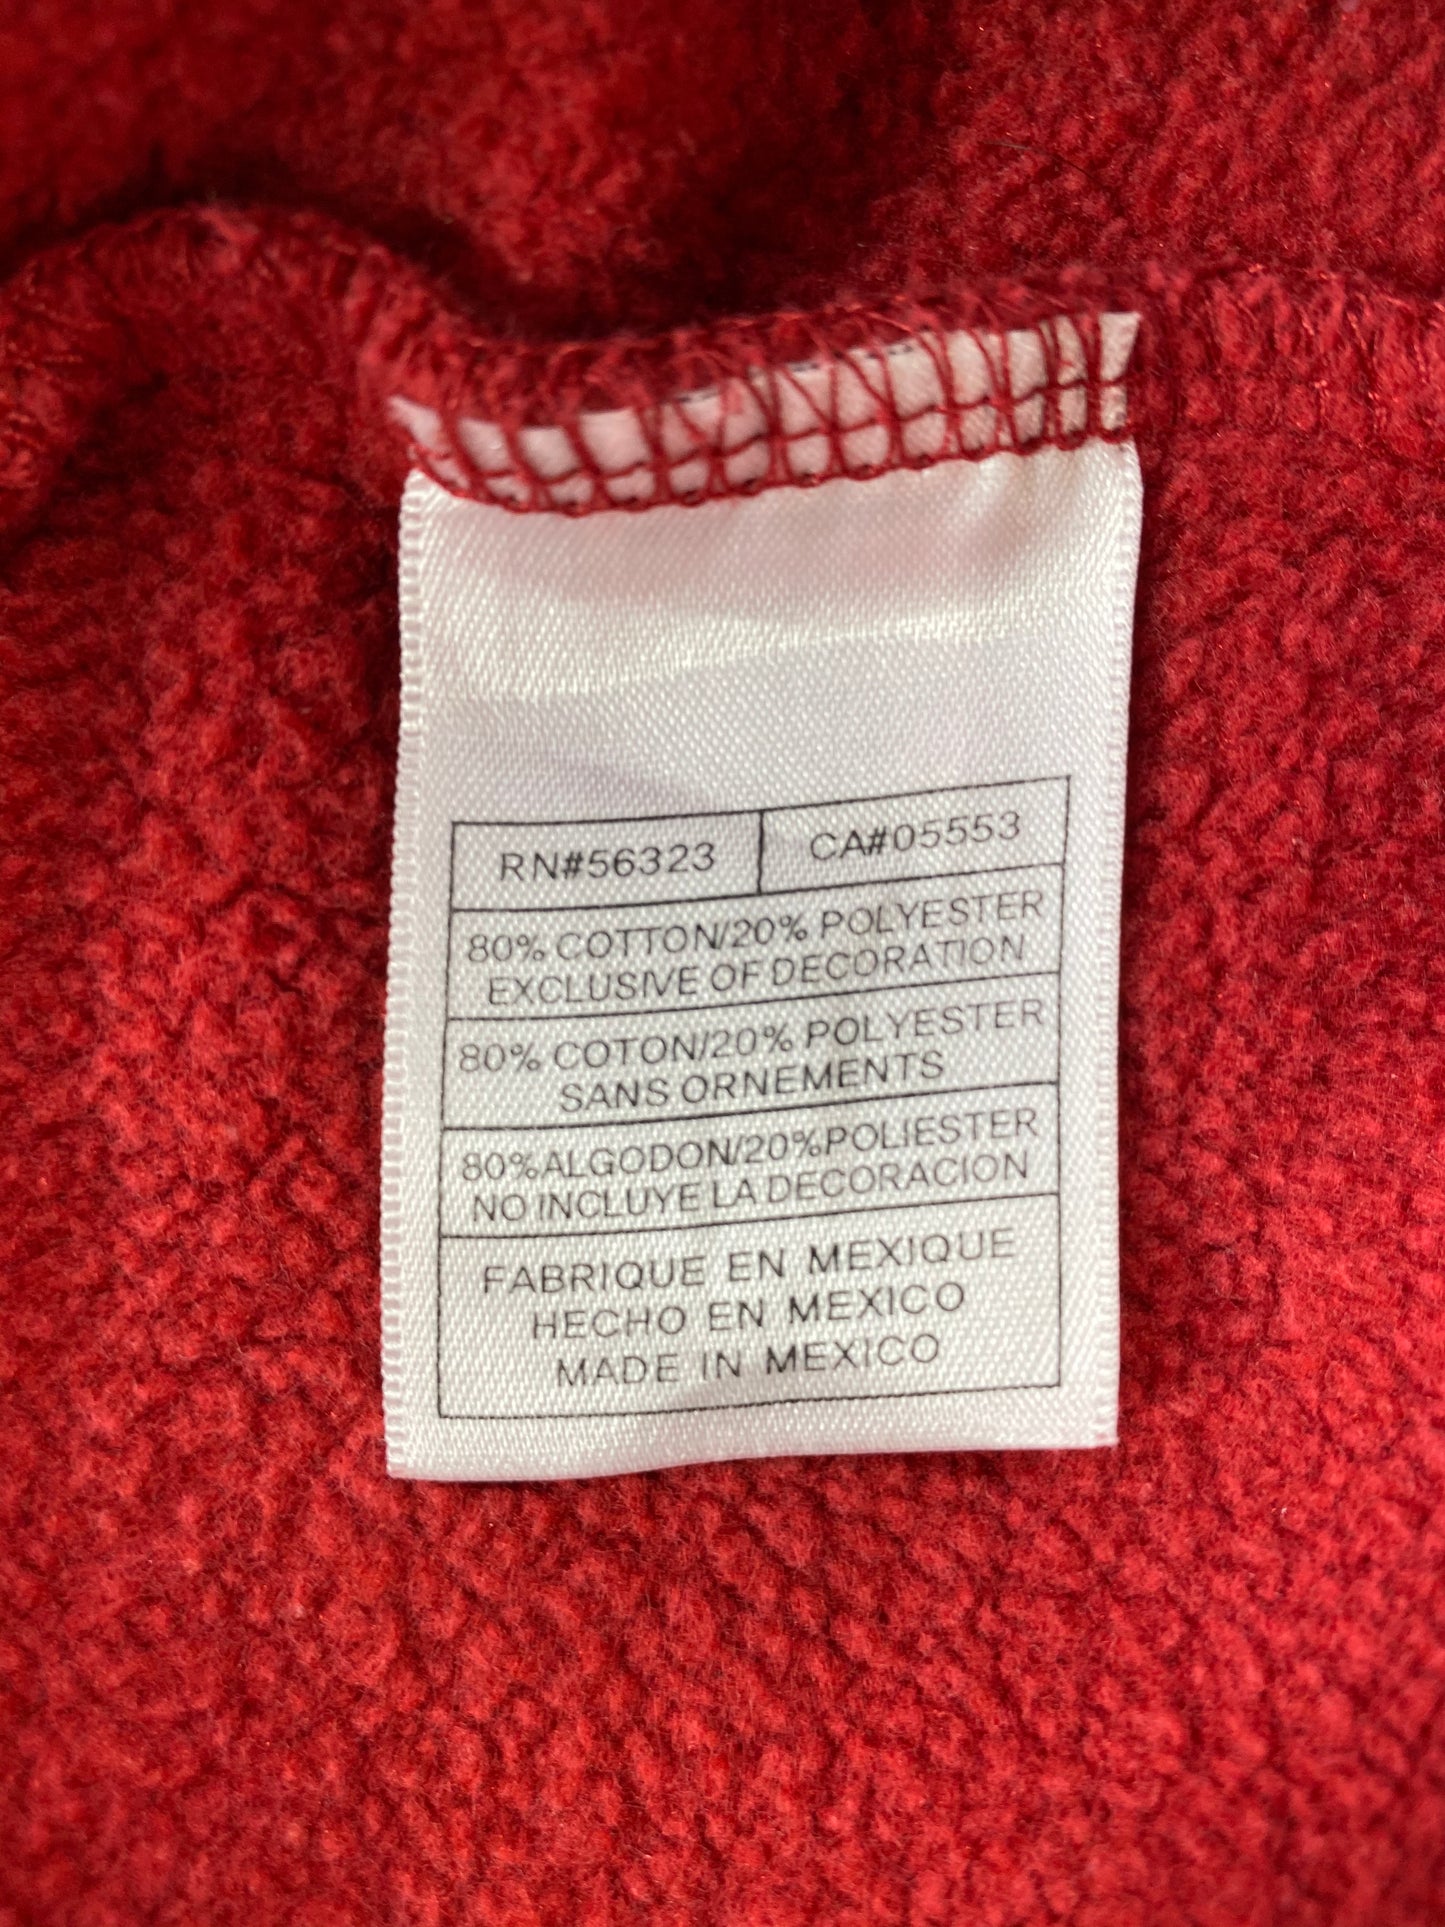 RN#56323 CA#05553
80% COTTON/20% POLYESTER
EXCLUSIVE OF DECORATION
80% COTON/20% POLYESTER
SANS ORNEMENTS
80%ALGODON/20%POLIESTER
NO INCLUYE LA DECORACION
FABRIQUE EN MEXIQUE
HECHO EN MEXICO
MADE IN MEXICO